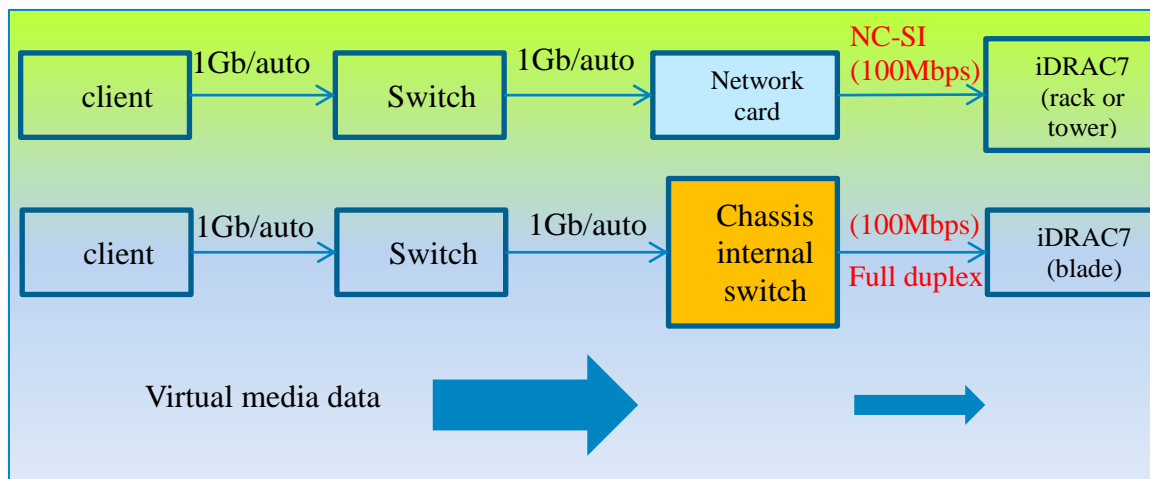 1Gb/auto
1Gb/auto
NC-SI
(100Mbps)
client
Switch
Network
card
iDRAC7
(rack or
tower)
1Gb/auto
1Gb/auto
(100Mbps)
Full duplex
client
Switch
Chassis
internal
switch
iDRAC7
(blade)
Virtual media data